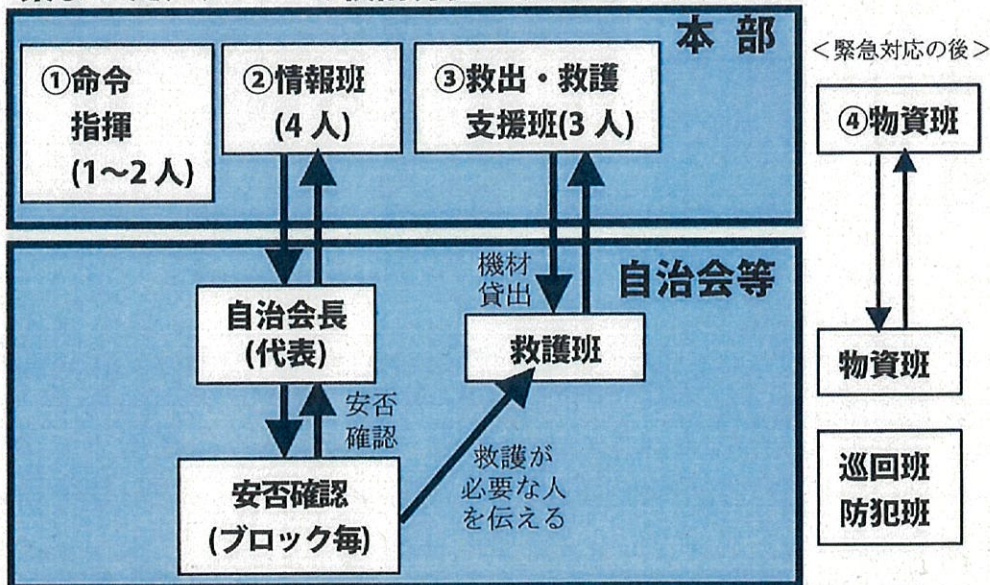 本部
①命令
指揮
(1〜2人)
②情報班
(4人)
③救出・救護
支援班(3人)
＜緊急対応の後＞
④物資班
自治会等
機材
貸出
自治会長
(代表)
救護班
物資班
安否
確認
安否確認
(ブロック毎)
救護が
必要な人
を伝える
巡回班
防犯班